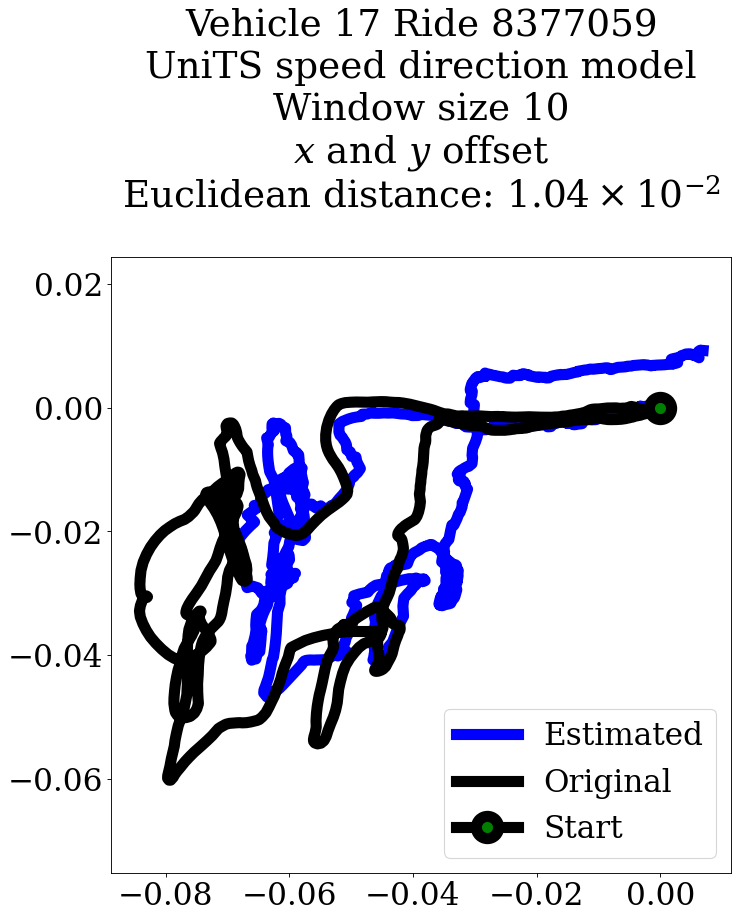 Vehicle 17 Ride 8377059
UniTS speed direction model
Window size 10
x and y offset
Euclidean distance: 1.04 × 10⁻²
0.02
0.00
−0.02
−0.04
−0.06
Estimated
Original
Start
−0.08 −0.06 −0.04 −0.02 0.00